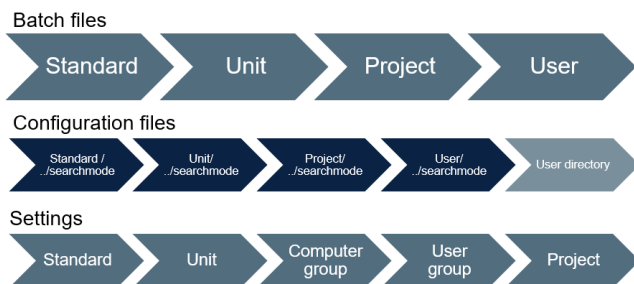 Batch files
Standard
Unit
Project
User
Configuration files
Standard /
../searchmode
Unit/
../searchmode
Project/
../searchmode
User/
../searchmode
User directory
Settings
Standard
Unit
Computer
group
User
group
Project